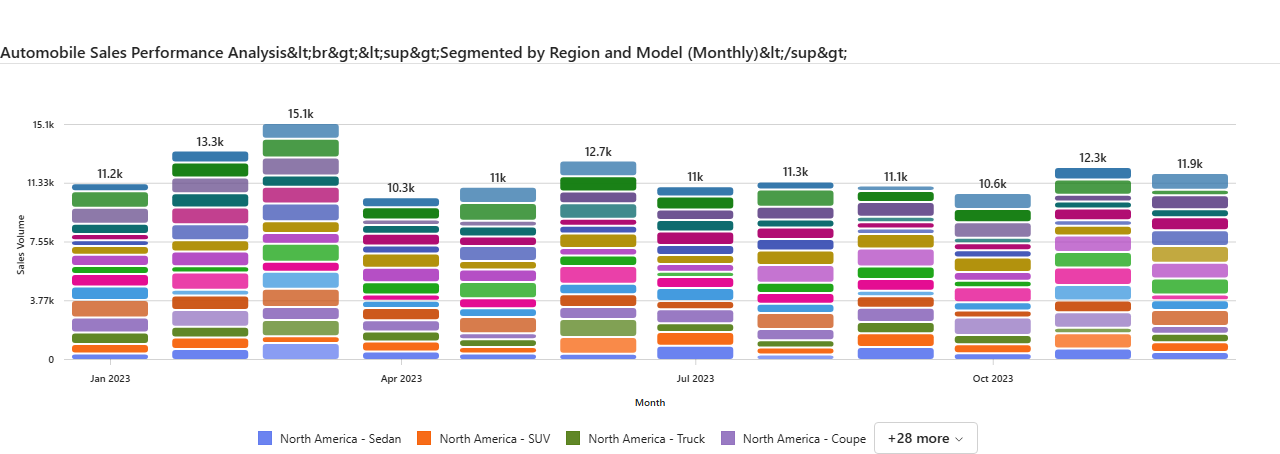 Automobile Sales Performance Analysis&lt;br&gt;&lt;sup&gt;Segmented by Region and Model (Monthly)&lt;/sup&gt;
15.1k
11.33k
7.55k
3.77k
0
Sales Volume
11.2k
13.3k
15.1k
10.3k
11k
12.7k
11k
11.3k
11.1k
10.6k
12.3k
11.9k
Jan 2023
Apr 2023
Jul 2023
Oct 2023
Month
North America - Sedan
North America - SUV
North America - Truck
North America - Coupe
+28 more